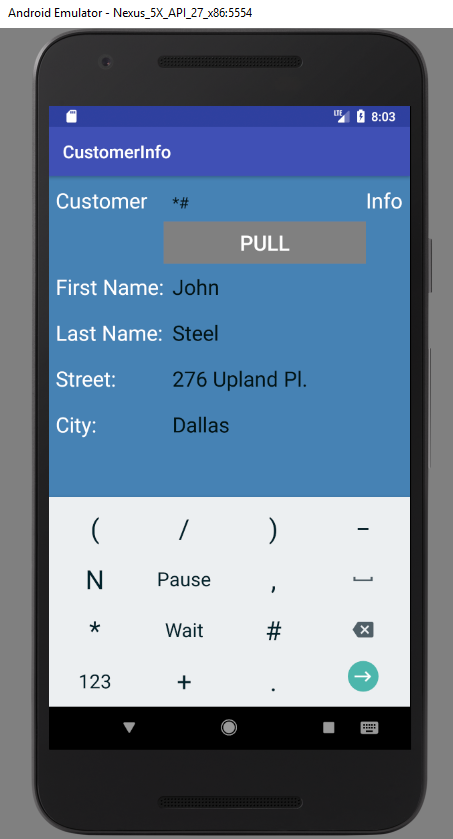 Android Emulator - Nexus_5X_API_27_x86:5554
LTE 8:03
CustomerInfo
Customer *# Info
PULL
First Name: John
Last Name: Steel
Street: 276 Upland Pl.
City: Dallas
( / ) -
N Pause ,
* Wait #
123 + .